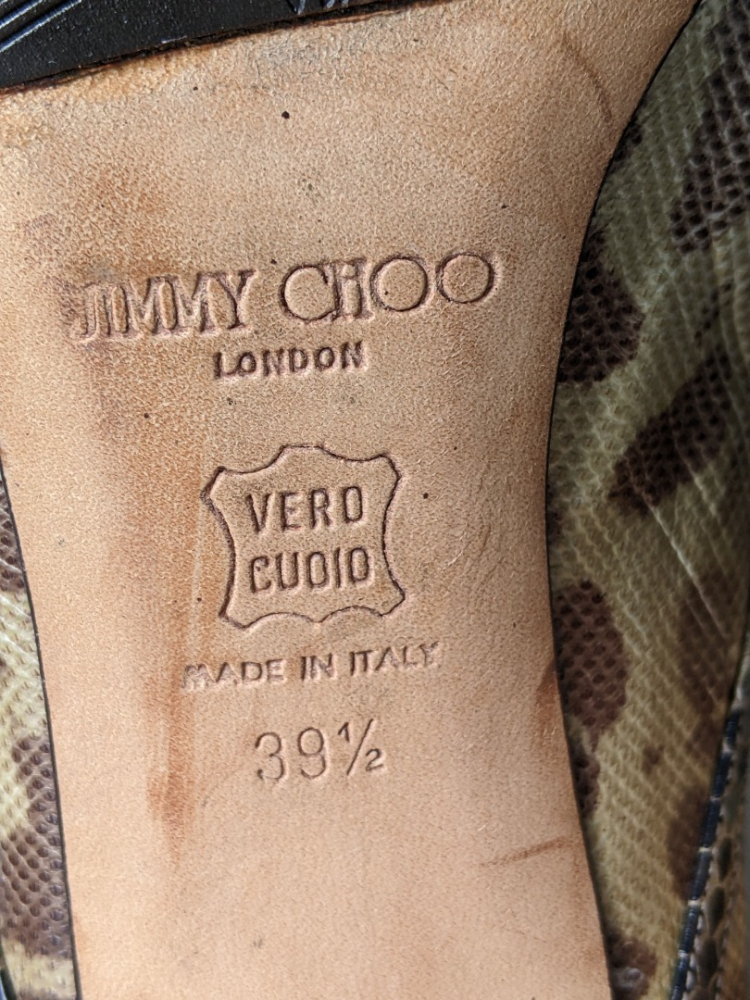 JIMMY CHOO
LONDON
VERO
CUOIO
MADE IN ITALY
39½